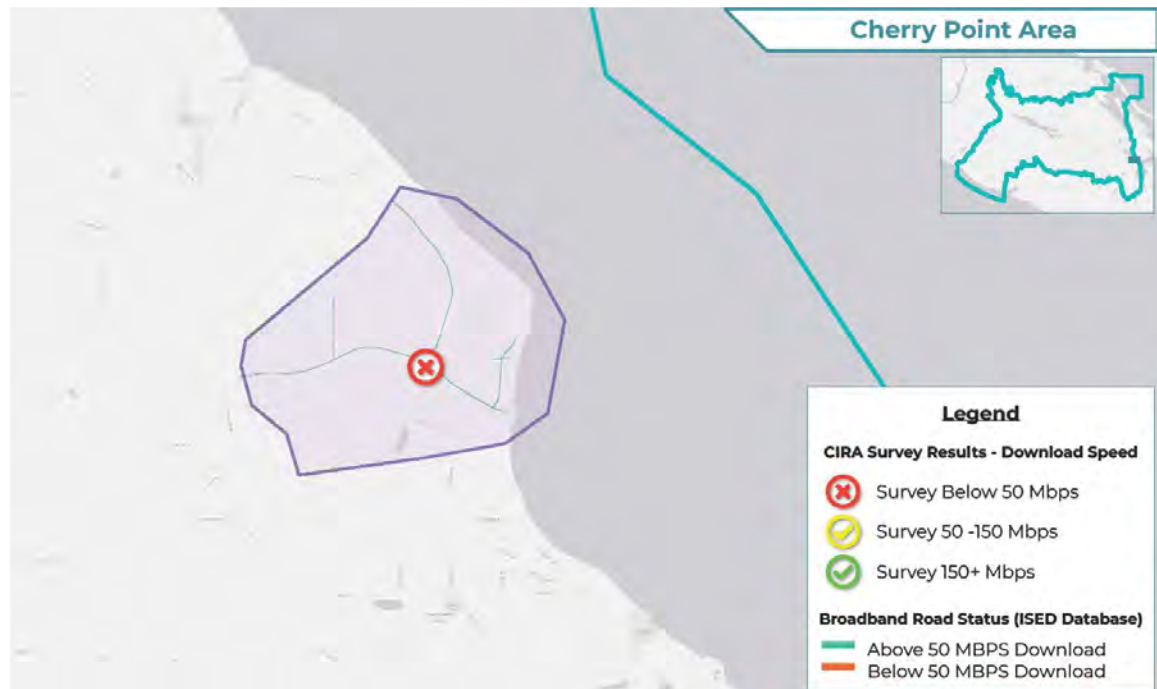 Cherry Point Area
Legend
CIRA Survey Results - Download Speed
Survey Below 50 Mbps
Survey 50 -150 Mbps
Survey 150+ Mbps
Broadband Road Status (ISED Database)
Above 50 MBPS Download
Below 50 MBPS Download